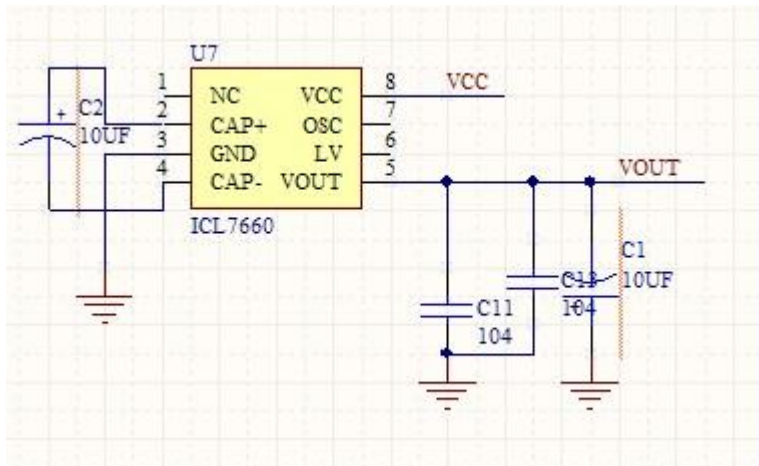 U7
1
NC
VCC
8
VCC
+
C2
10UF
2
CAP+
OSC
7
3
GND
LV
6
4
CAP-
VOUT
5
VOUT
ICL7660
C1
10UF
C11
104
104
+